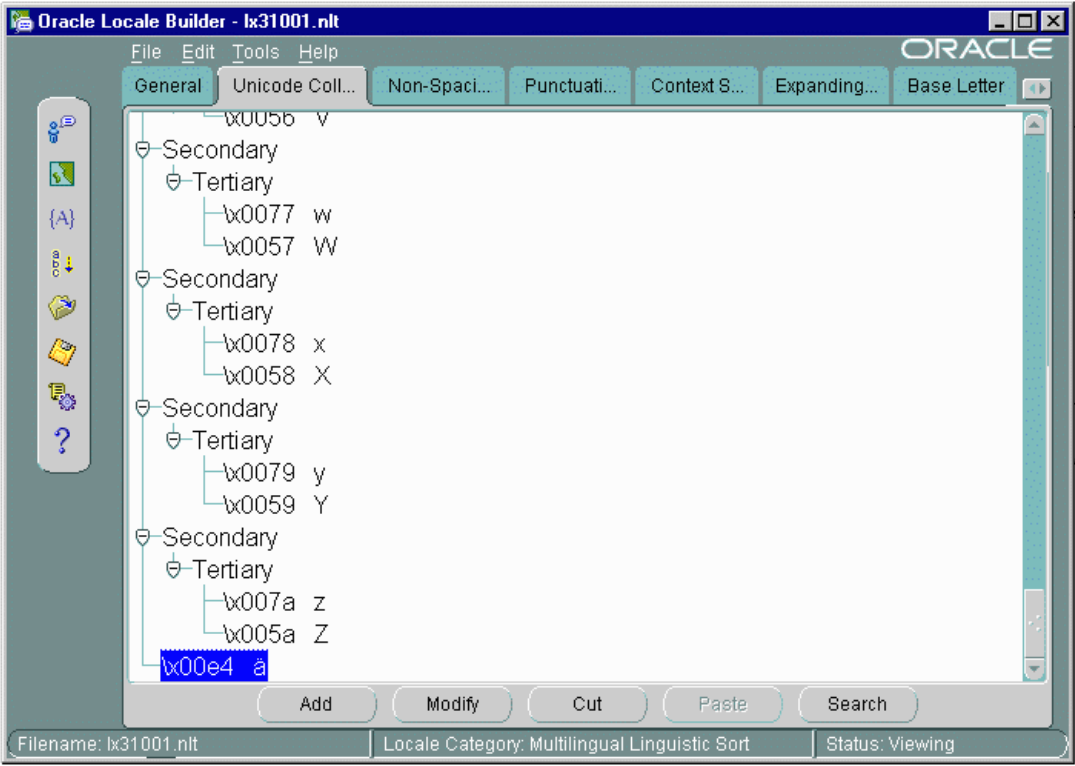 Oracle Locale Builder - lx31001.nlt
File Edit Tools Help
ORACLE
General Unicode Coll... Non-Spaci... Punctuati... Context S... Expanding... Base Letter
\x0056 V
Secondary
Tertiary
\x0077 w
\x0057 W
Secondary
Tertiary
\x0078 x
\x0058 X
Secondary
Tertiary
\x0079 y
\x0059 Y
Secondary
Tertiary
\x007a z
\x005a Z
\x00e4 ä
Add Modify Cut Paste Search
Filename: lx31001.nlt Locale Category: Multilingual Linguistic Sort Status: Viewing